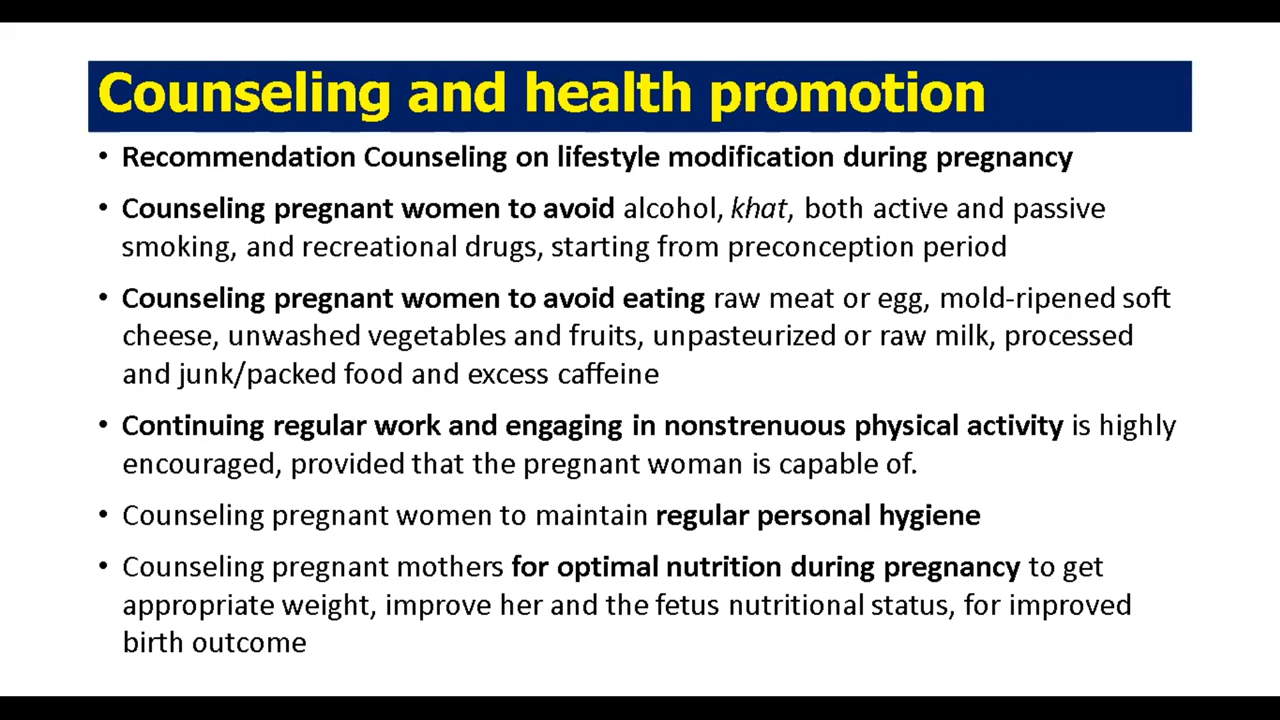 Counseling and health promotion
• Recommendation Counseling on lifestyle modification during pregnancy
• Counseling pregnant women to avoid alcohol, khat, both active and passive
smoking, and recreational drugs, starting from preconception period
• Counseling pregnant women to avoid eating raw meat or egg, mold-ripened soft
cheese, unwashed vegetables and fruits, unpasteurized or raw milk, processed
and junk/packed food and excess caffeine
• Continuing regular work and engaging in nonstrenuous physical activity is highly
encouraged, provided that the pregnant woman is capable of.
• Counseling pregnant women to maintain regular personal hygiene
• Counseling pregnant mothers for optimal nutrition during pregnancy to get
appropriate weight, improve her and the fetus nutritional status, for improved
birth outcome